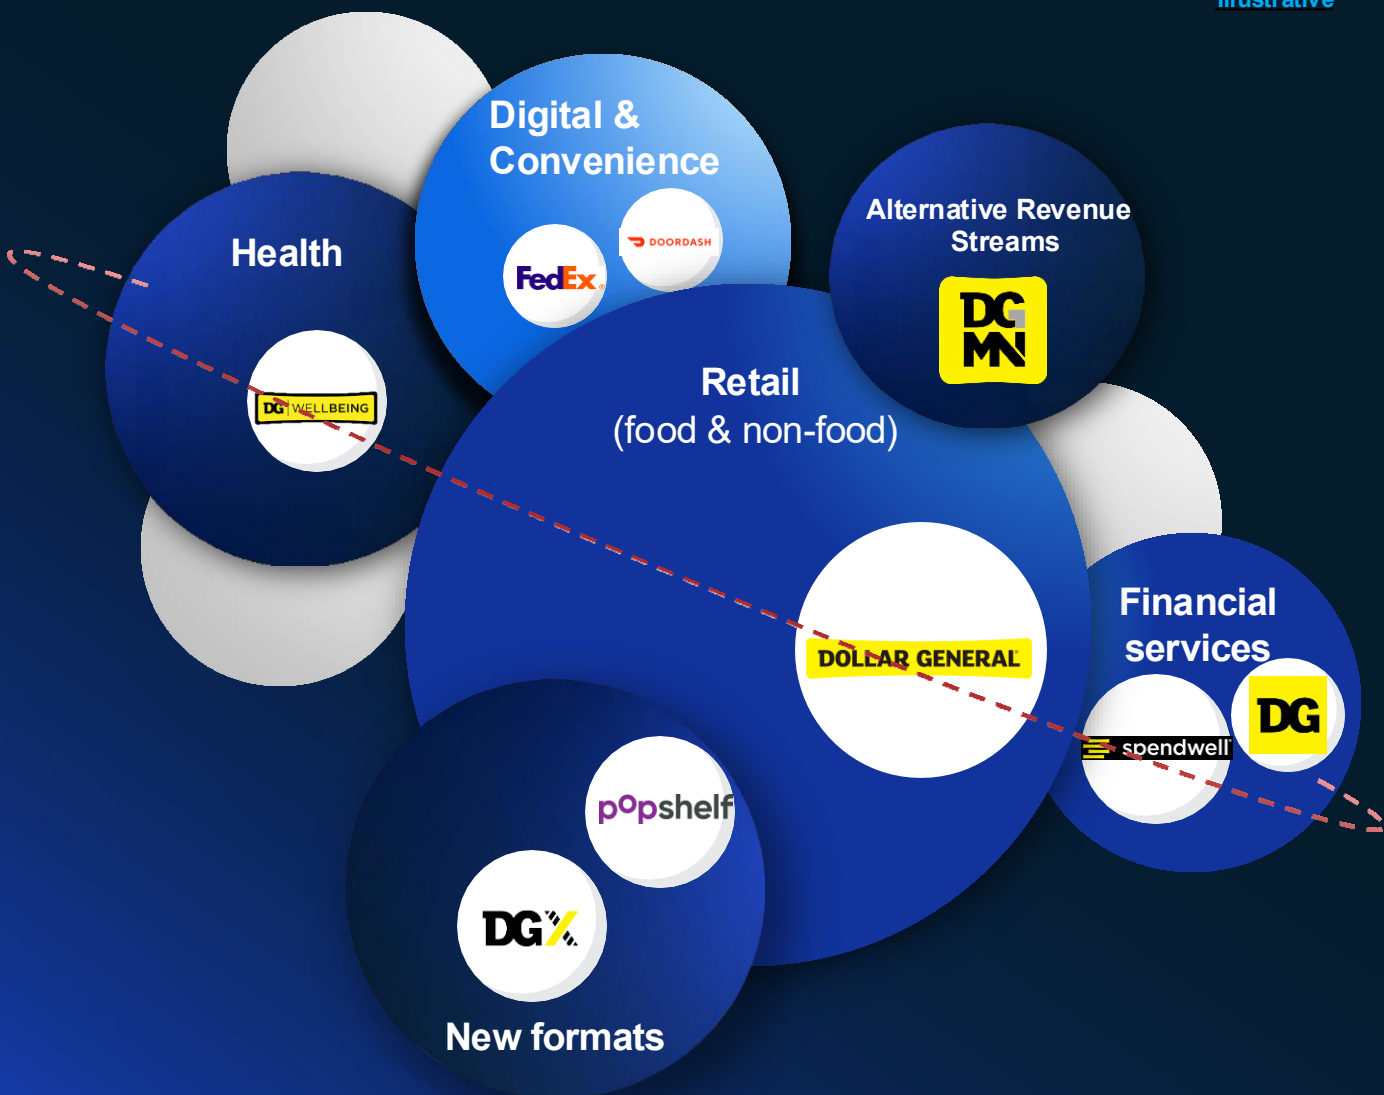 Illustrative
Digital &
Convenience
FedEx®
DOORDASH
Alternative Revenue
Streams
DG
MN
Health
DG | WELLBEING
Retail
(food & non-food)
DOLLAR GENERAL
Financial
services
spendwell
DG
popshelf
DGX
New formats